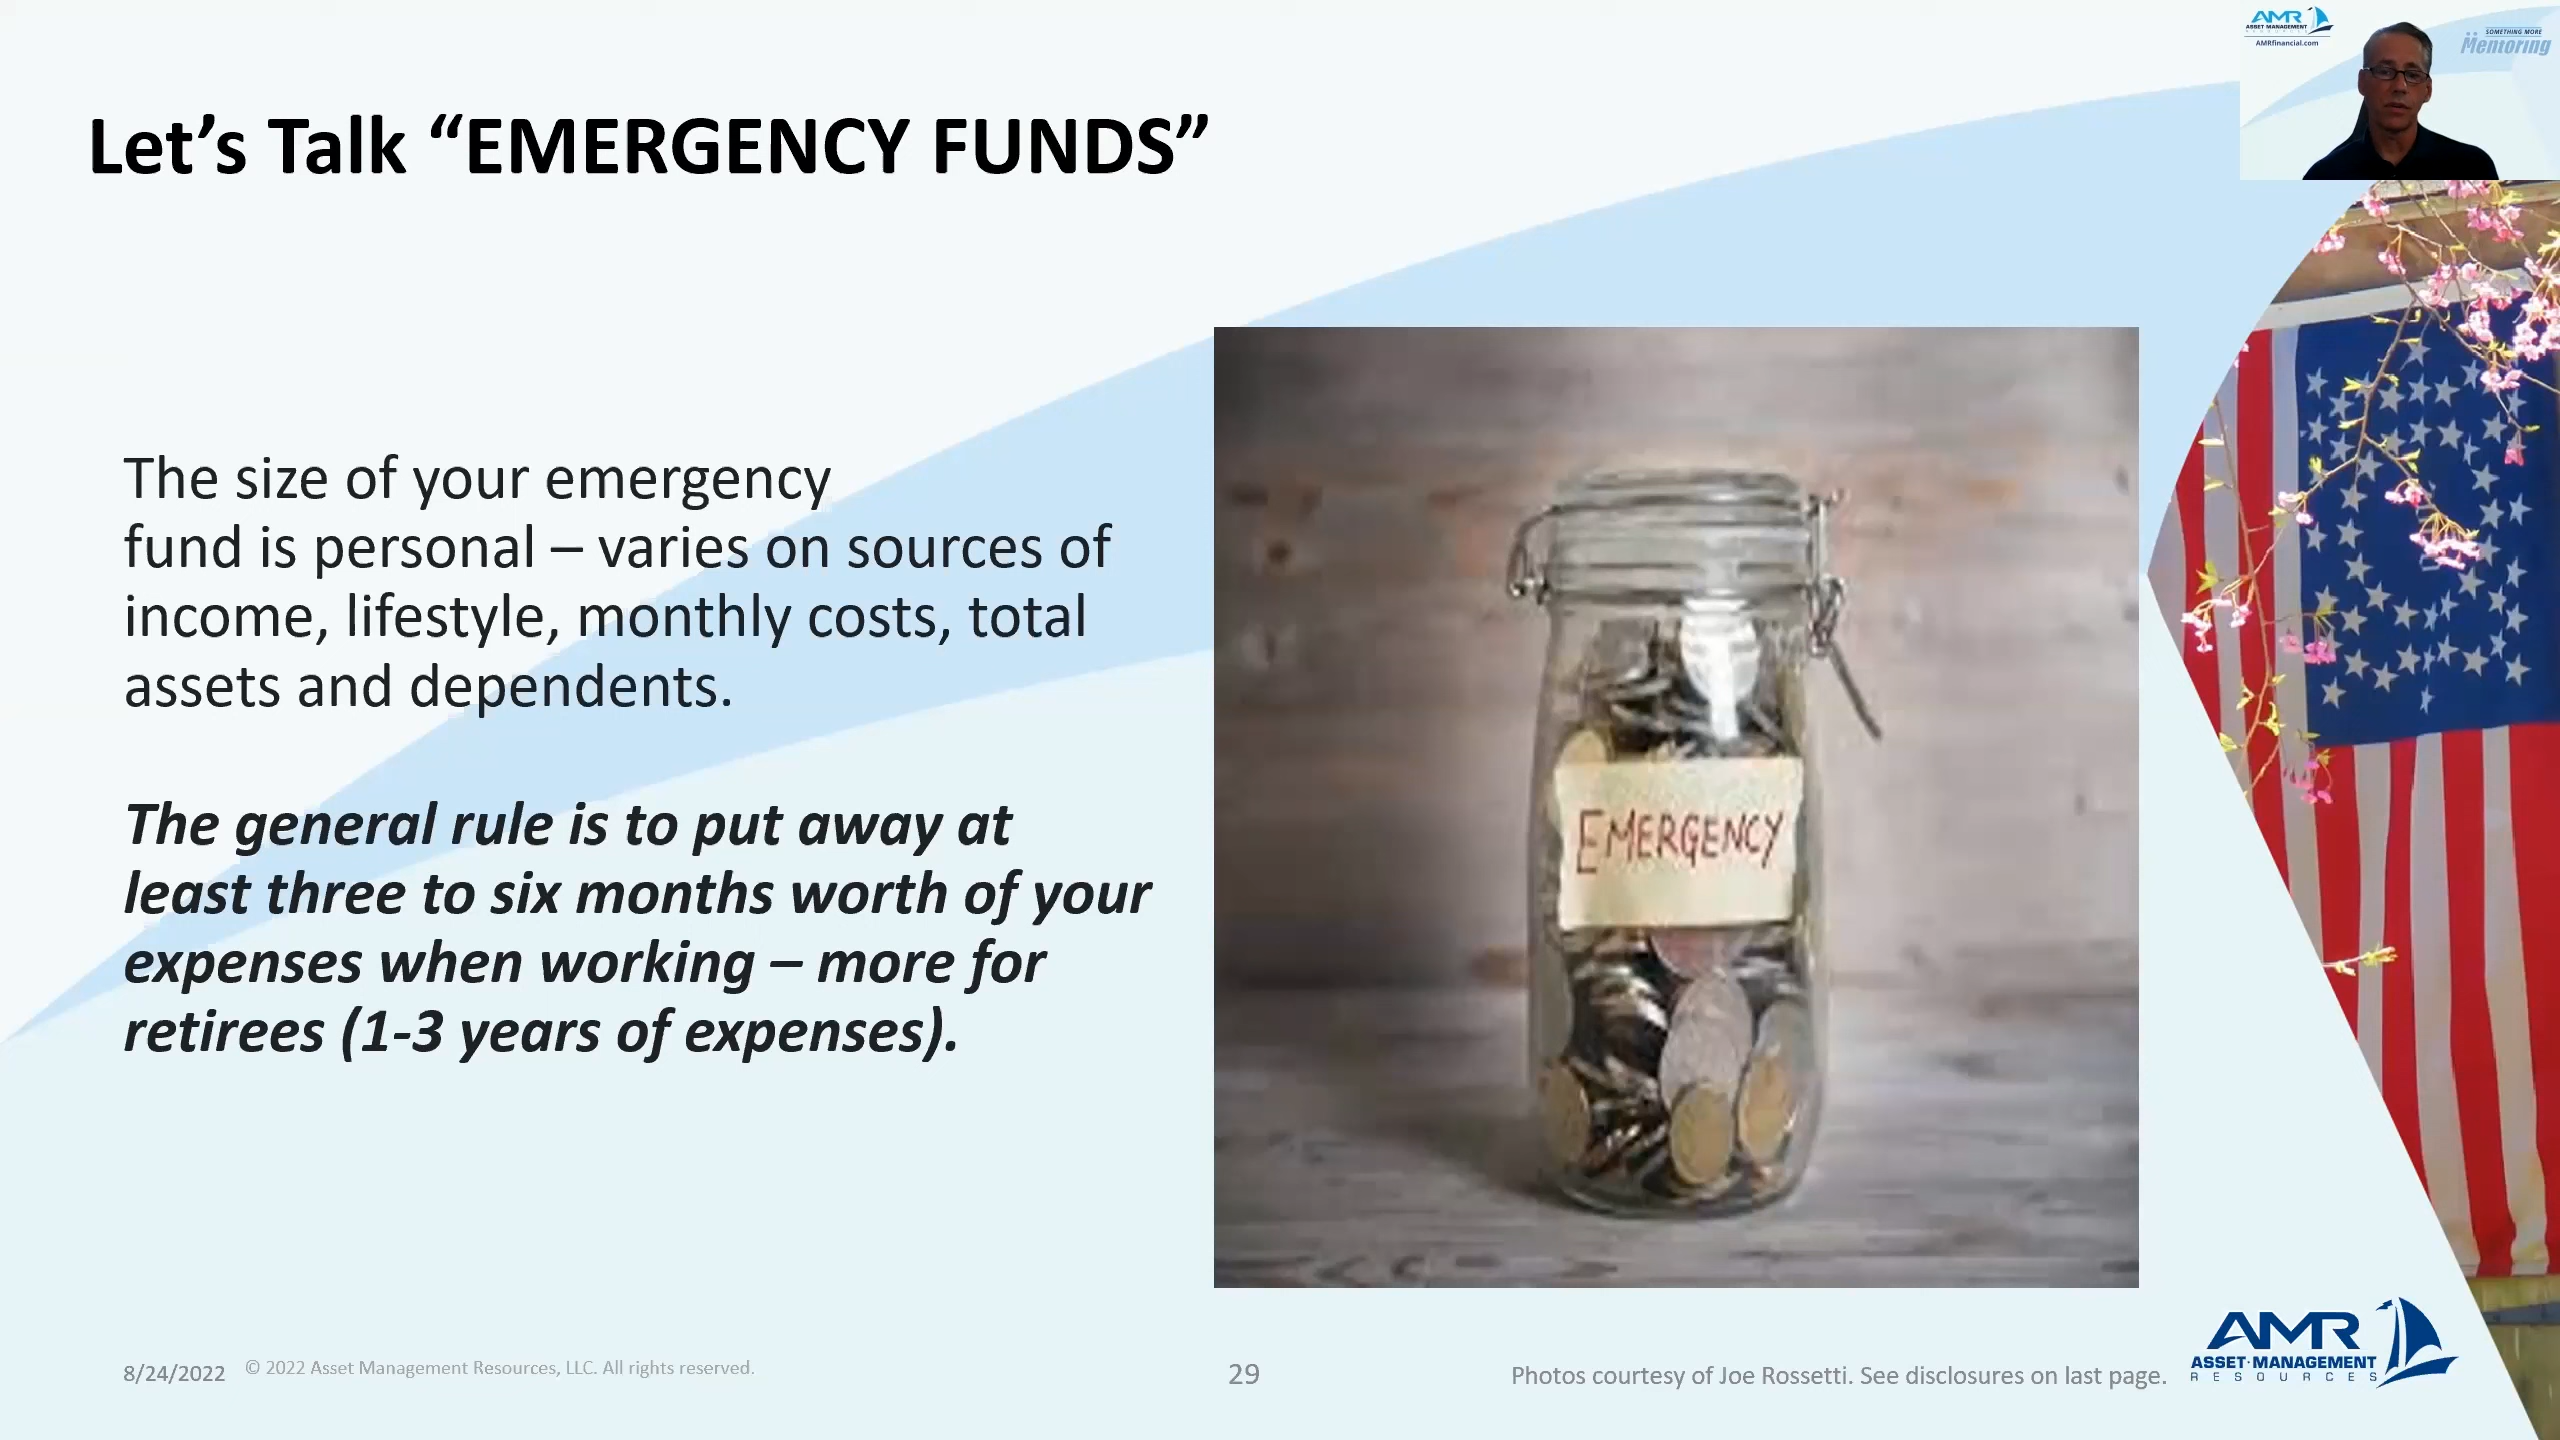 AMR
ASSET MANAGEMENT
AMRfinancial.com
SOMETHING MORE
Mentoring
Let’s Talk “EMERGENCY FUNDS”
The size of your emergency
fund is personal – varies on sources of
income, lifestyle, monthly costs, total
assets and dependents.
The general rule is to put away at
least three to six months worth of your
expenses when working – more for
retirees (1-3 years of expenses).
EMERGENCY
8/24/2022
© 2022 Asset Management Resources, LLC. All rights reserved.
29
Photos courtesy of Joe Rossetti. See disclosures on last page.
AMR
ASSET·MANAGEMENT
RESOURCES